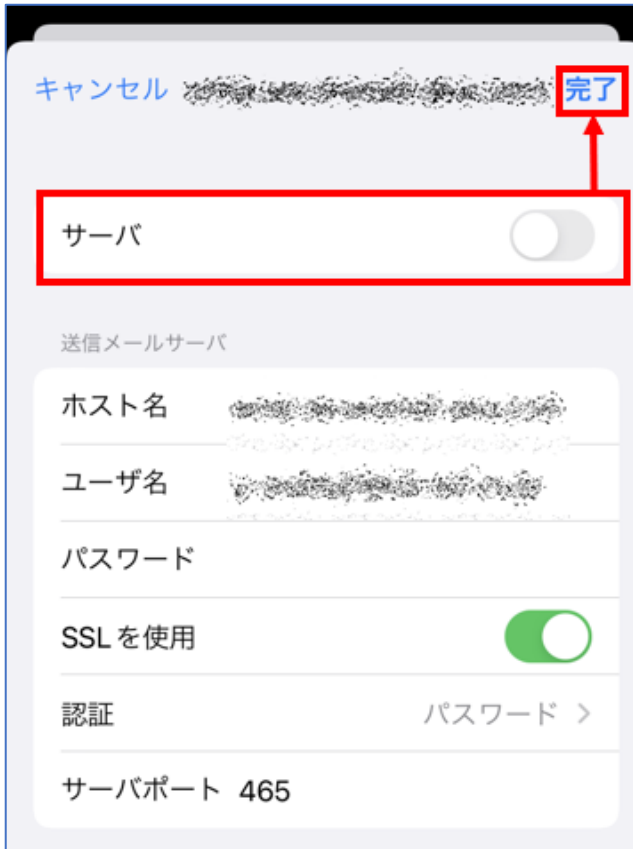 キャンセル 完了
サーバ
送信メールサーバ
ホスト名
ユーザ名
パスワード
SSLを使用
認証 パスワード
サーバポート 465